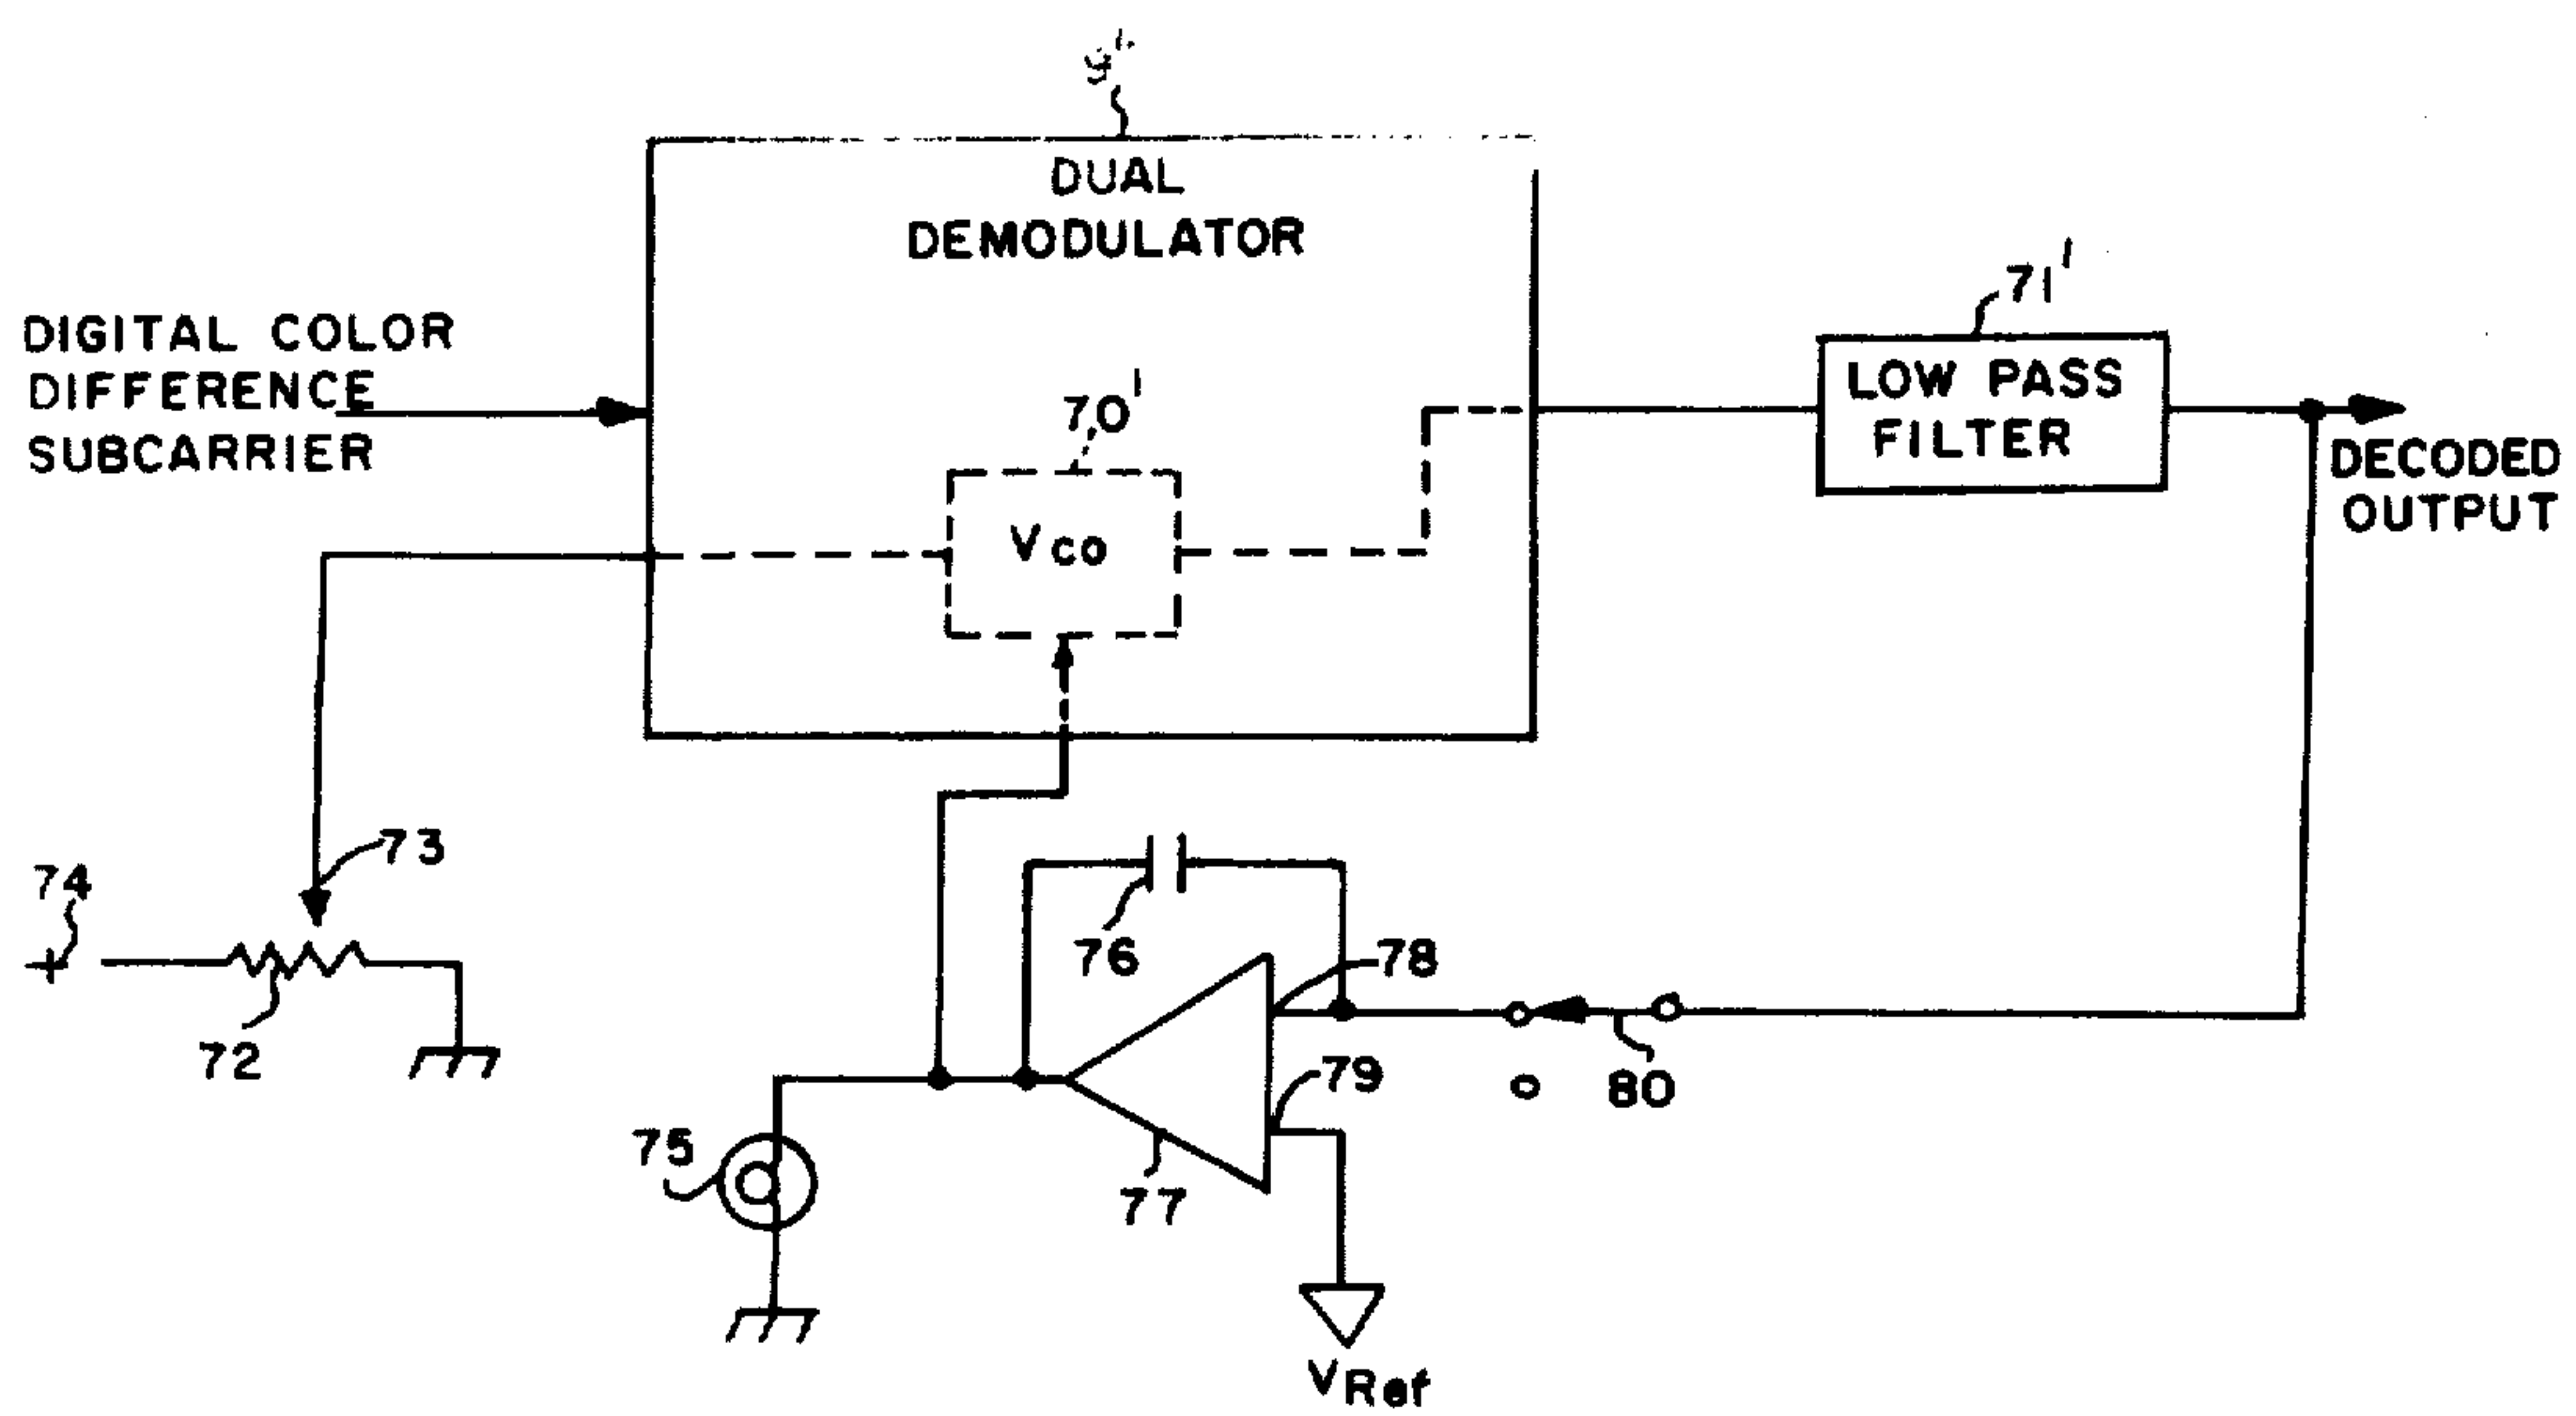 DUAL
DEMODULATOR
DIGITAL COLOR
DIFFERENCE
SUBCARRIER
71'
LOW PASS
FILTER
DECODED
OUTPUT
70'
Vco
73
74
72
76
78
79
80
75
77
VRef